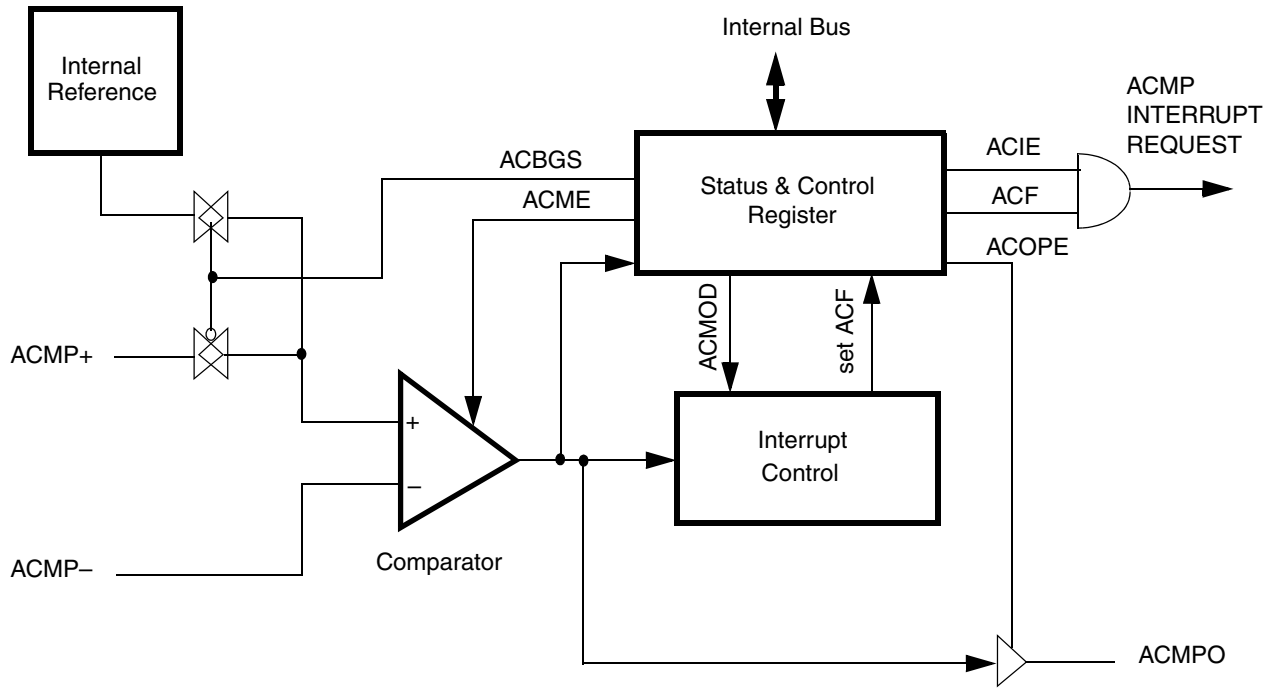 Internal Bus
Internal
Reference
ACMP
INTERRUPT
REQUEST
ACBGS
ACME
Status & Control
Register
ACIE
ACF
ACOPE
ACMOD
set ACF
ACMP+
+
–
Interrupt
Control
Comparator
ACMP–
ACMPO